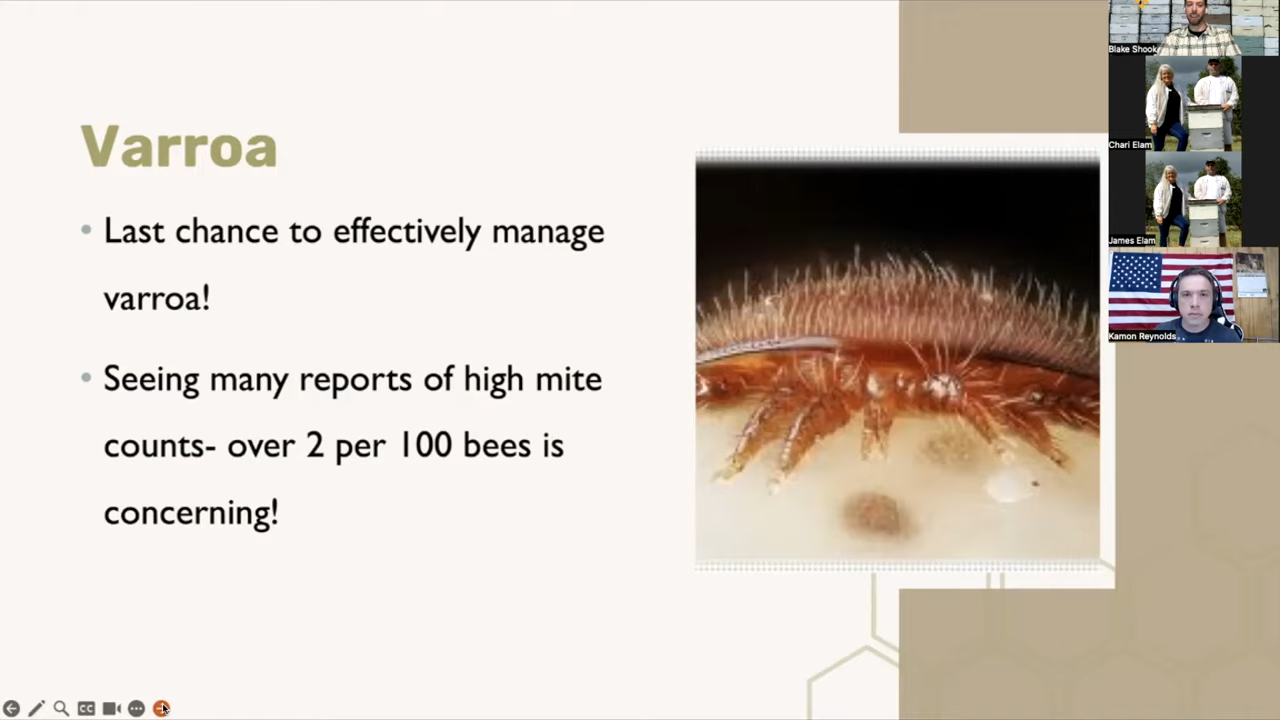 Varroa
• Last chance to effectively manage
varroa!
• Seeing many reports of high mite
counts- over 2 per 100 bees is
concerning!
Blake Shook
Chari Elam
James Elam
Kamon Reynolds
CC